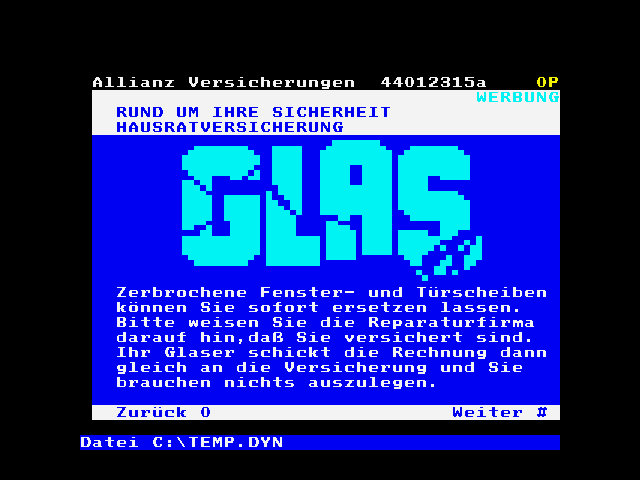 Allianz Versicherungen 44012315a 0P
WERBUNG
RUND UM IHRE SICHERHEIT
HAUSRATVERSICHERUNG
GLAS
Zerbrochene Fenster- und Türscheiben
können Sie sofort ersetzen lassen.
Bitte weisen Sie die Reparaturfirma
darauf hin,daß Sie versichert sind.
Ihr Glaser schickt die Rechnung dann
gleich an die Versicherung und Sie
brauchen nichts auszulegen.
Zurück 0 Weiter #
Datei C:\TEMP.DYN